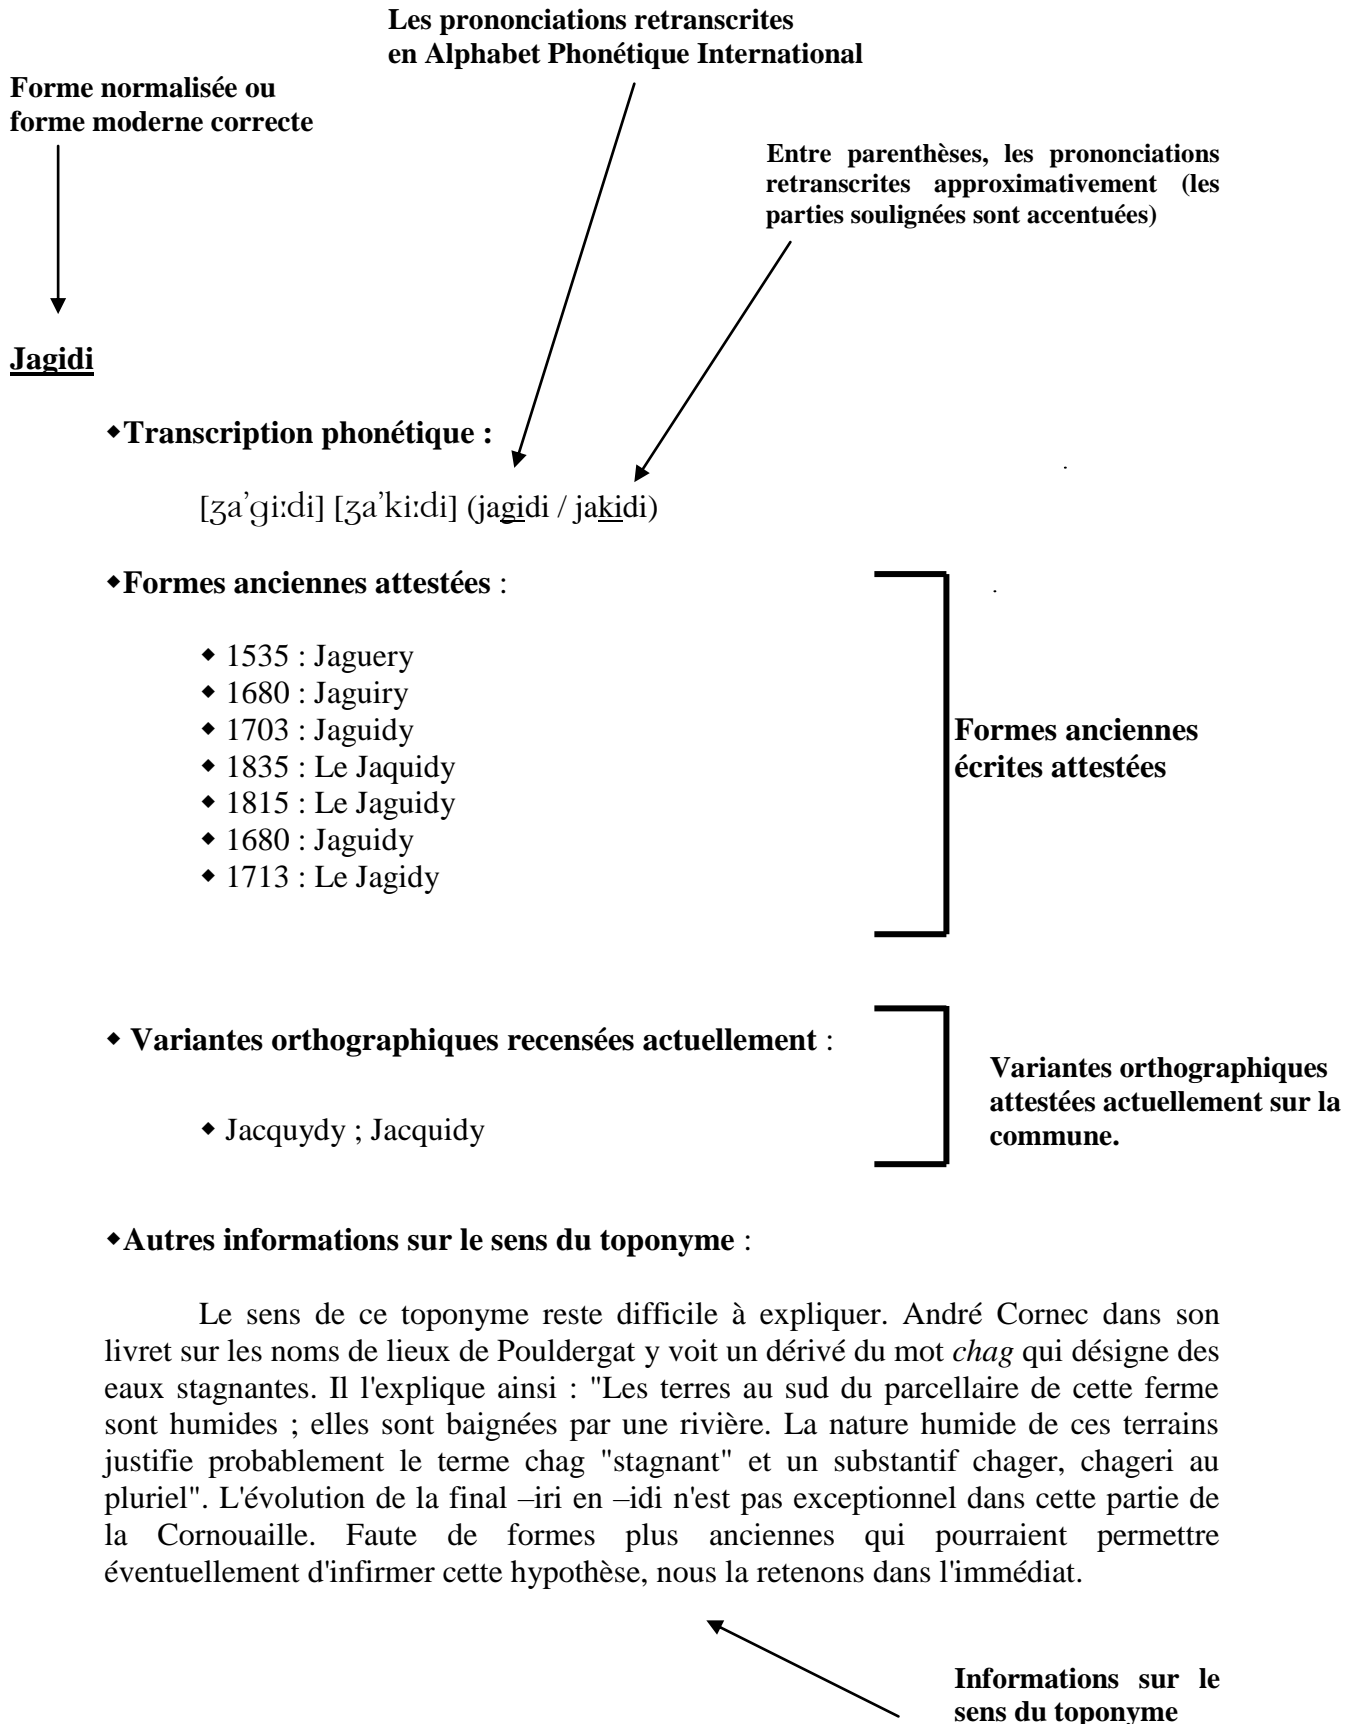 Les prononciations retranscrites
en Alphabet Phonétique International
Forme normalisée ou
forme moderne correcte
Entre parenthèses, les prononciations
retranscrites approximativement (les
parties soulignées sont accentuées)
Jagidi
◆Transcription phonétique :
[ʒa'giːdi] [ʒa'kiːdi] (jagidi / jakidi)
◆Formes anciennes attestées :
◆ 1535 : Jaguery
◆ 1680 : Jaguiry
◆ 1703 : Jaguidy
◆ 1835 : Le Jaquidy
◆ 1815 : Le Jaguidy
◆ 1680 : Jaguidy
◆ 1713 : Le Jagidy
Formes anciennes
écrites attestées
◆ Variantes orthographiques recensées actuellement :
◆ Jacquydy ; Jacquidy
Variantes orthographiques
attestées actuellement sur la
commune.
◆Autres informations sur le sens du toponyme :
Le sens de ce toponyme reste difficile à expliquer. André Cornec dans son
livret sur les noms de lieux de Pouldergat y voit un dérivé du mot chag qui désigne des
eaux stagnantes. Il l'explique ainsi : "Les terres au sud du parcellaire de cette ferme
sont humides ; elles sont baignées par une rivière. La nature humide de ces terrains
justifie probablement le terme chag "stagnant" et un substantif chager, chageri au
pluriel". L'évolution de la final –iri en –idi n'est pas exceptionnel dans cette partie de
la Cornouaille. Faute de formes plus anciennes qui pourraient permettre
éventuellement d'infirmer cette hypothèse, nous la retenons dans l'immédiat.
Informations sur le
sens du toponyme